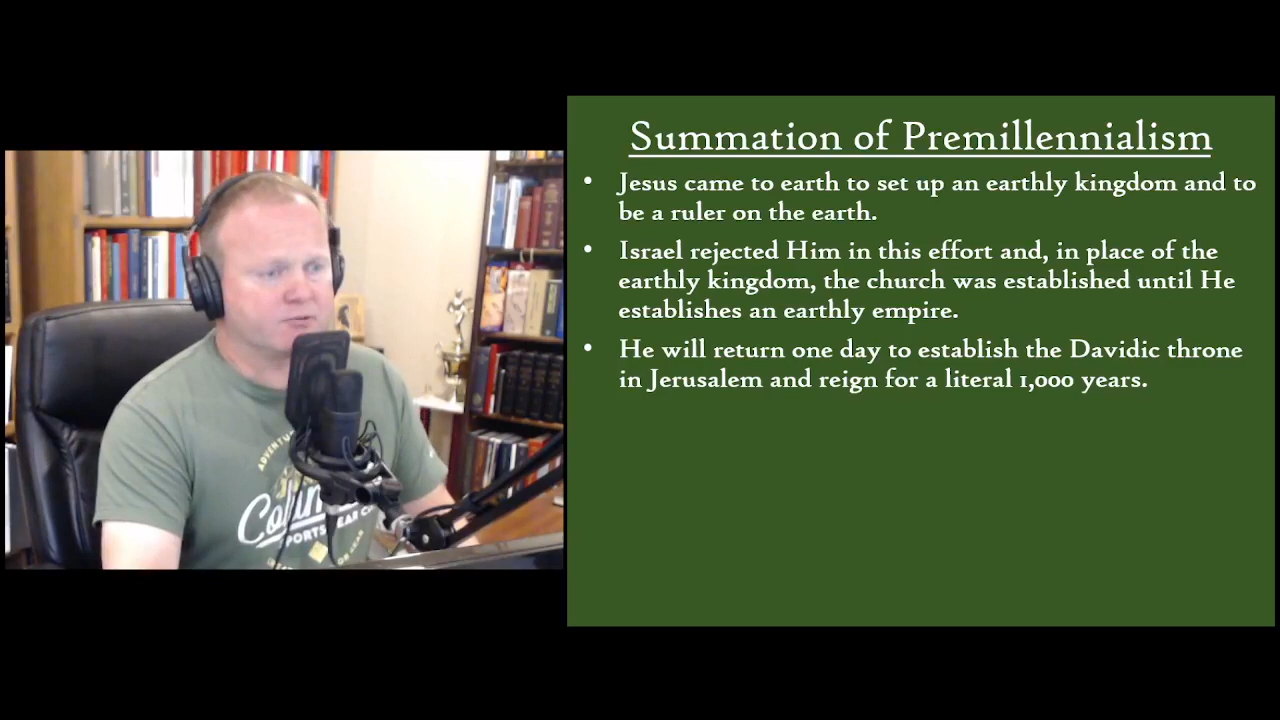 Summation of Premillennialism
• Jesus came to earth to set up an earthly kingdom and to
be a ruler on the earth.
• Israel rejected Him in this effort and, in place of the
earthly kingdom, the church was established until He
establishes an earthly empire.
• He will return one day to establish the Davidic throne
in Jerusalem and reign for a literal 1,000 years.